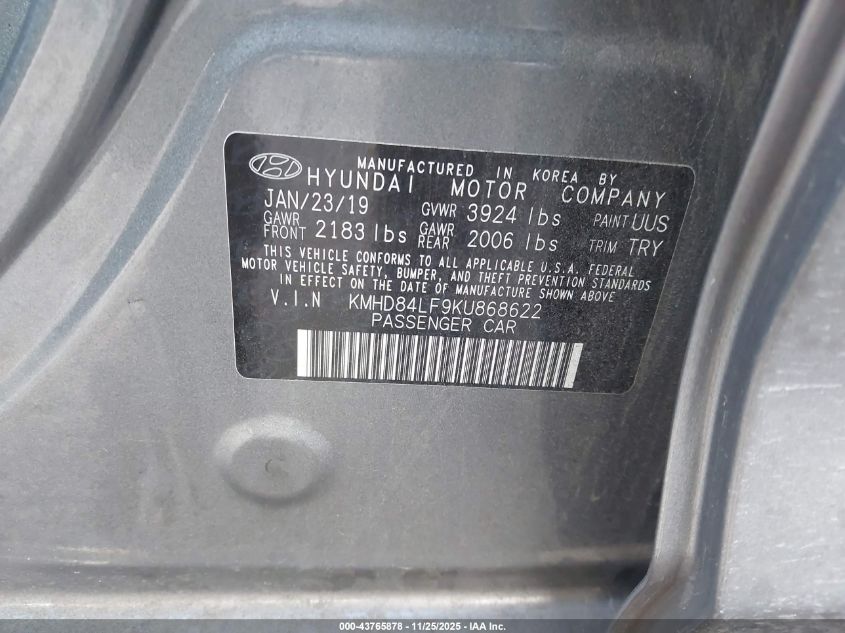 MANUFACTURED IN KOREA BY
HYUNDAI MOTOR COMPANY
JAN/23/19 GVWR 3924 lbs PAINT UUS
GAWR FRONT 2183 lbs GAWR REAR 2006 lbs TRIM TRY
THIS VEHICLE CONFORMS TO ALL APPLICABLE U.S.A. FEDERAL
MOTOR VEHICLE SAFETY, BUMPER, AND THEFT PREVENTION STANDARDS
IN EFFECT ON THE DATE OF MANUFACTURE SHOWN ABOVE
V.I.N KMHD84LF9KU868622
PASSENGER CAR
000-43765878 - 11/25/2025 - IAA Inc.